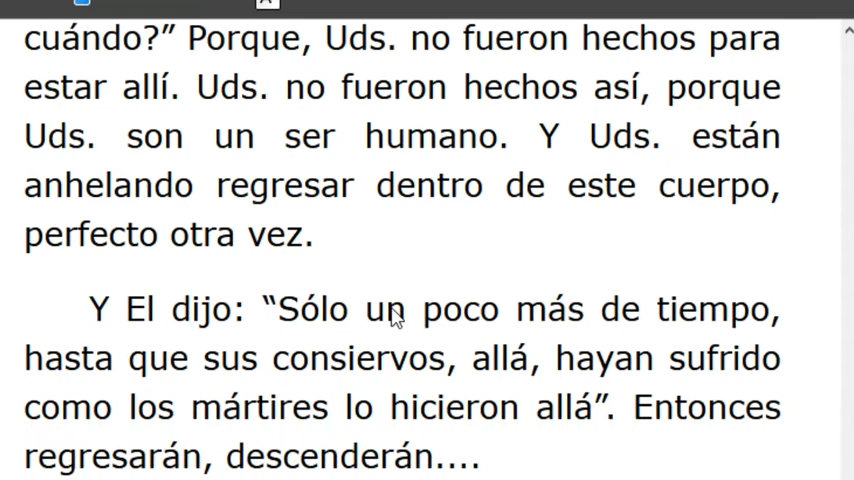 cuándo?” Porque, Uds. no fueron hechos para
estar allí. Uds. no fueron hechos así, porque
Uds. son un ser humano. Y Uds. están
anhelando regresar dentro de este cuerpo,
perfecto otra vez.
Y El dijo: “Sólo un poco más de tiempo,
hasta que sus consiervos, allá, hayan sufrido
como los mártires lo hicieron allá”. Entonces
regresarán, descenderán....